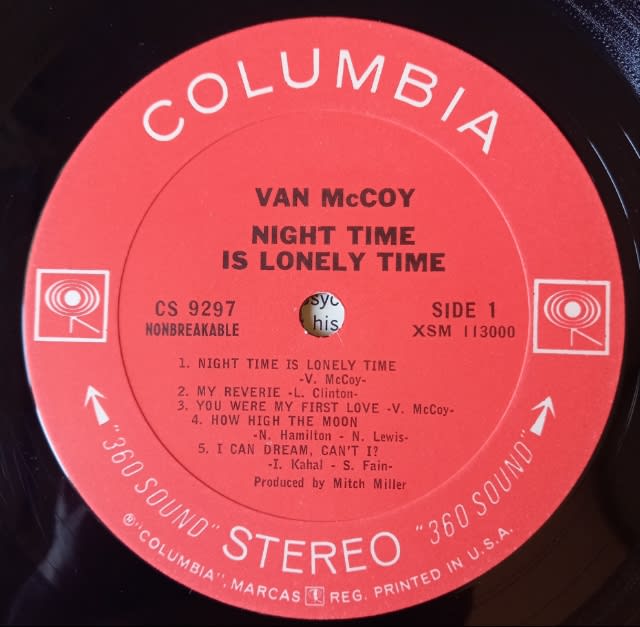 COLUMBIA
VAN McCOY
NIGHT TIME
IS LONELY TIME
CS 9297
NONBREAKABLE
SIDE 1
XSM 113000
syc
his
1. NIGHT TIME IS LONELY TIME
-V. McCoy-
2. MY REVERIE -L. Clinton-
3. YOU WERE MY FIRST LOVE -V. McCoy-
4. HOW HIGH THE MOON
-N. Hamilton - N. Lewis-
5. I CAN DREAM, CAN'T I?
-I. Kahal - S. Fain-
Produced by Mitch Miller
"360 SOUND" STEREO "360 SOUND"
®"COLUMBIA", MARCAS REG. PRINTED IN U.S.A.